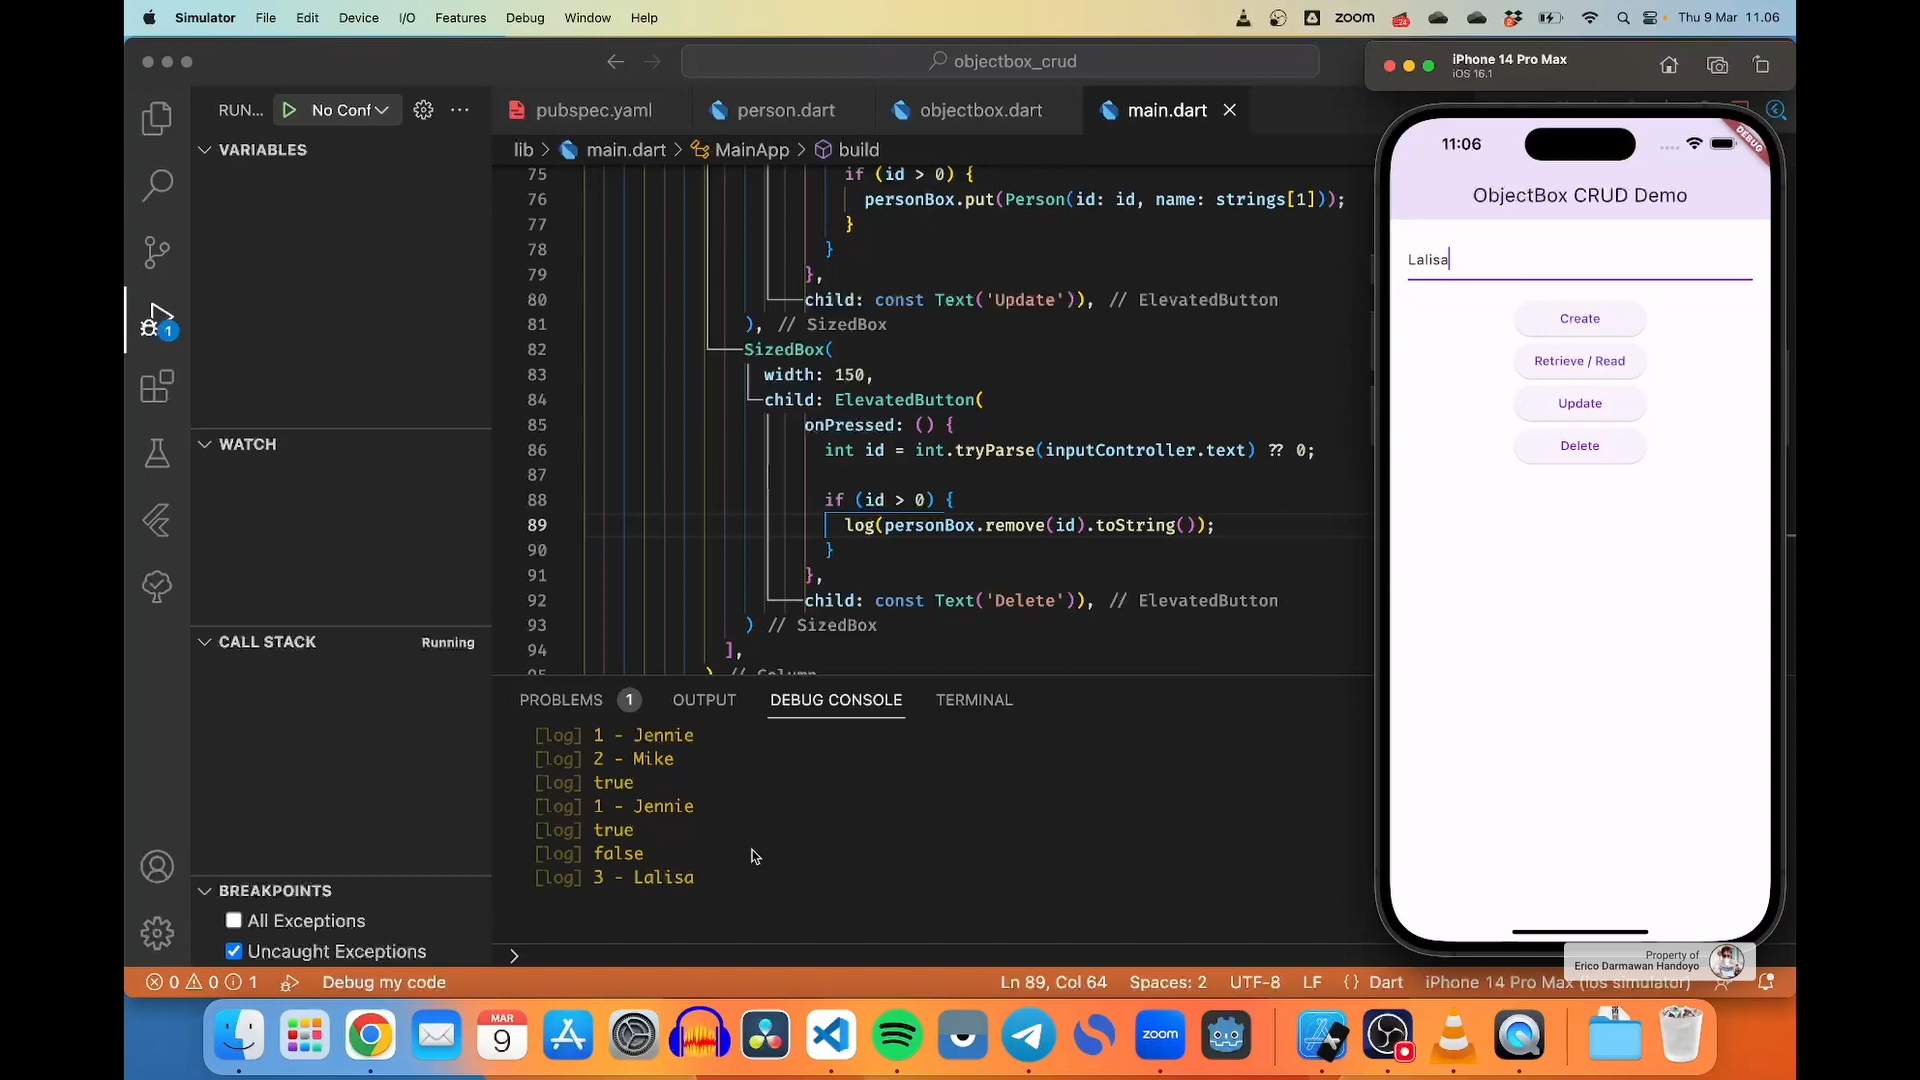 Simulator File Edit Device I/O Features Debug Window Help
zoom
24
2
Thu 9 Mar 11.06
objectbox_crud
iPhone 14 Pro Max
iOS 16.1
RUN... No Conf
pubspec.yaml person.dart objectbox.dart main.dart
lib > main.dart > MainApp > build
VARIABLES
WATCH
CALL STACK Running
BREAKPOINTS
All Exceptions
Uncaught Exceptions
1
75 if (id > 0) {
76 personBox.put(Person(id: id, name: strings[1]));
77 }
78 }
79 },
80 child: const Text('Update')), // ElevatedButton
81 ), // SizedBox
82 SizedBox(
83 width: 150,
84 child: ElevatedButton(
85 onPressed: () {
86 int id = int.tryParse(inputController.text) ?? 0;
87
88 if (id > 0) {
89 log(personBox.remove(id).toString());
90 }
91 },
92 child: const Text('Delete')), // ElevatedButton
93 ) // SizedBox
94 ],
95 ) // Column
PROBLEMS 1 OUTPUT DEBUG CONSOLE TERMINAL
[log] 1 - Jennie
[log] 2 - Mike
[log] true
[log] 1 - Jennie
[log] true
[log] false
[log] 3 - Lalisa
>
11:06
DEBUG
ObjectBox CRUD Demo
Lalisa
Create
Retrieve / Read
Update
Delete
Property of
Erico Darmawan Handoyo
0 0 1 Debug my code Ln 89, Col 64 Spaces: 2 UTF-8 LF {} Dart iPhone 14 Pro Max (ios simulator)
MAR
9
zoom